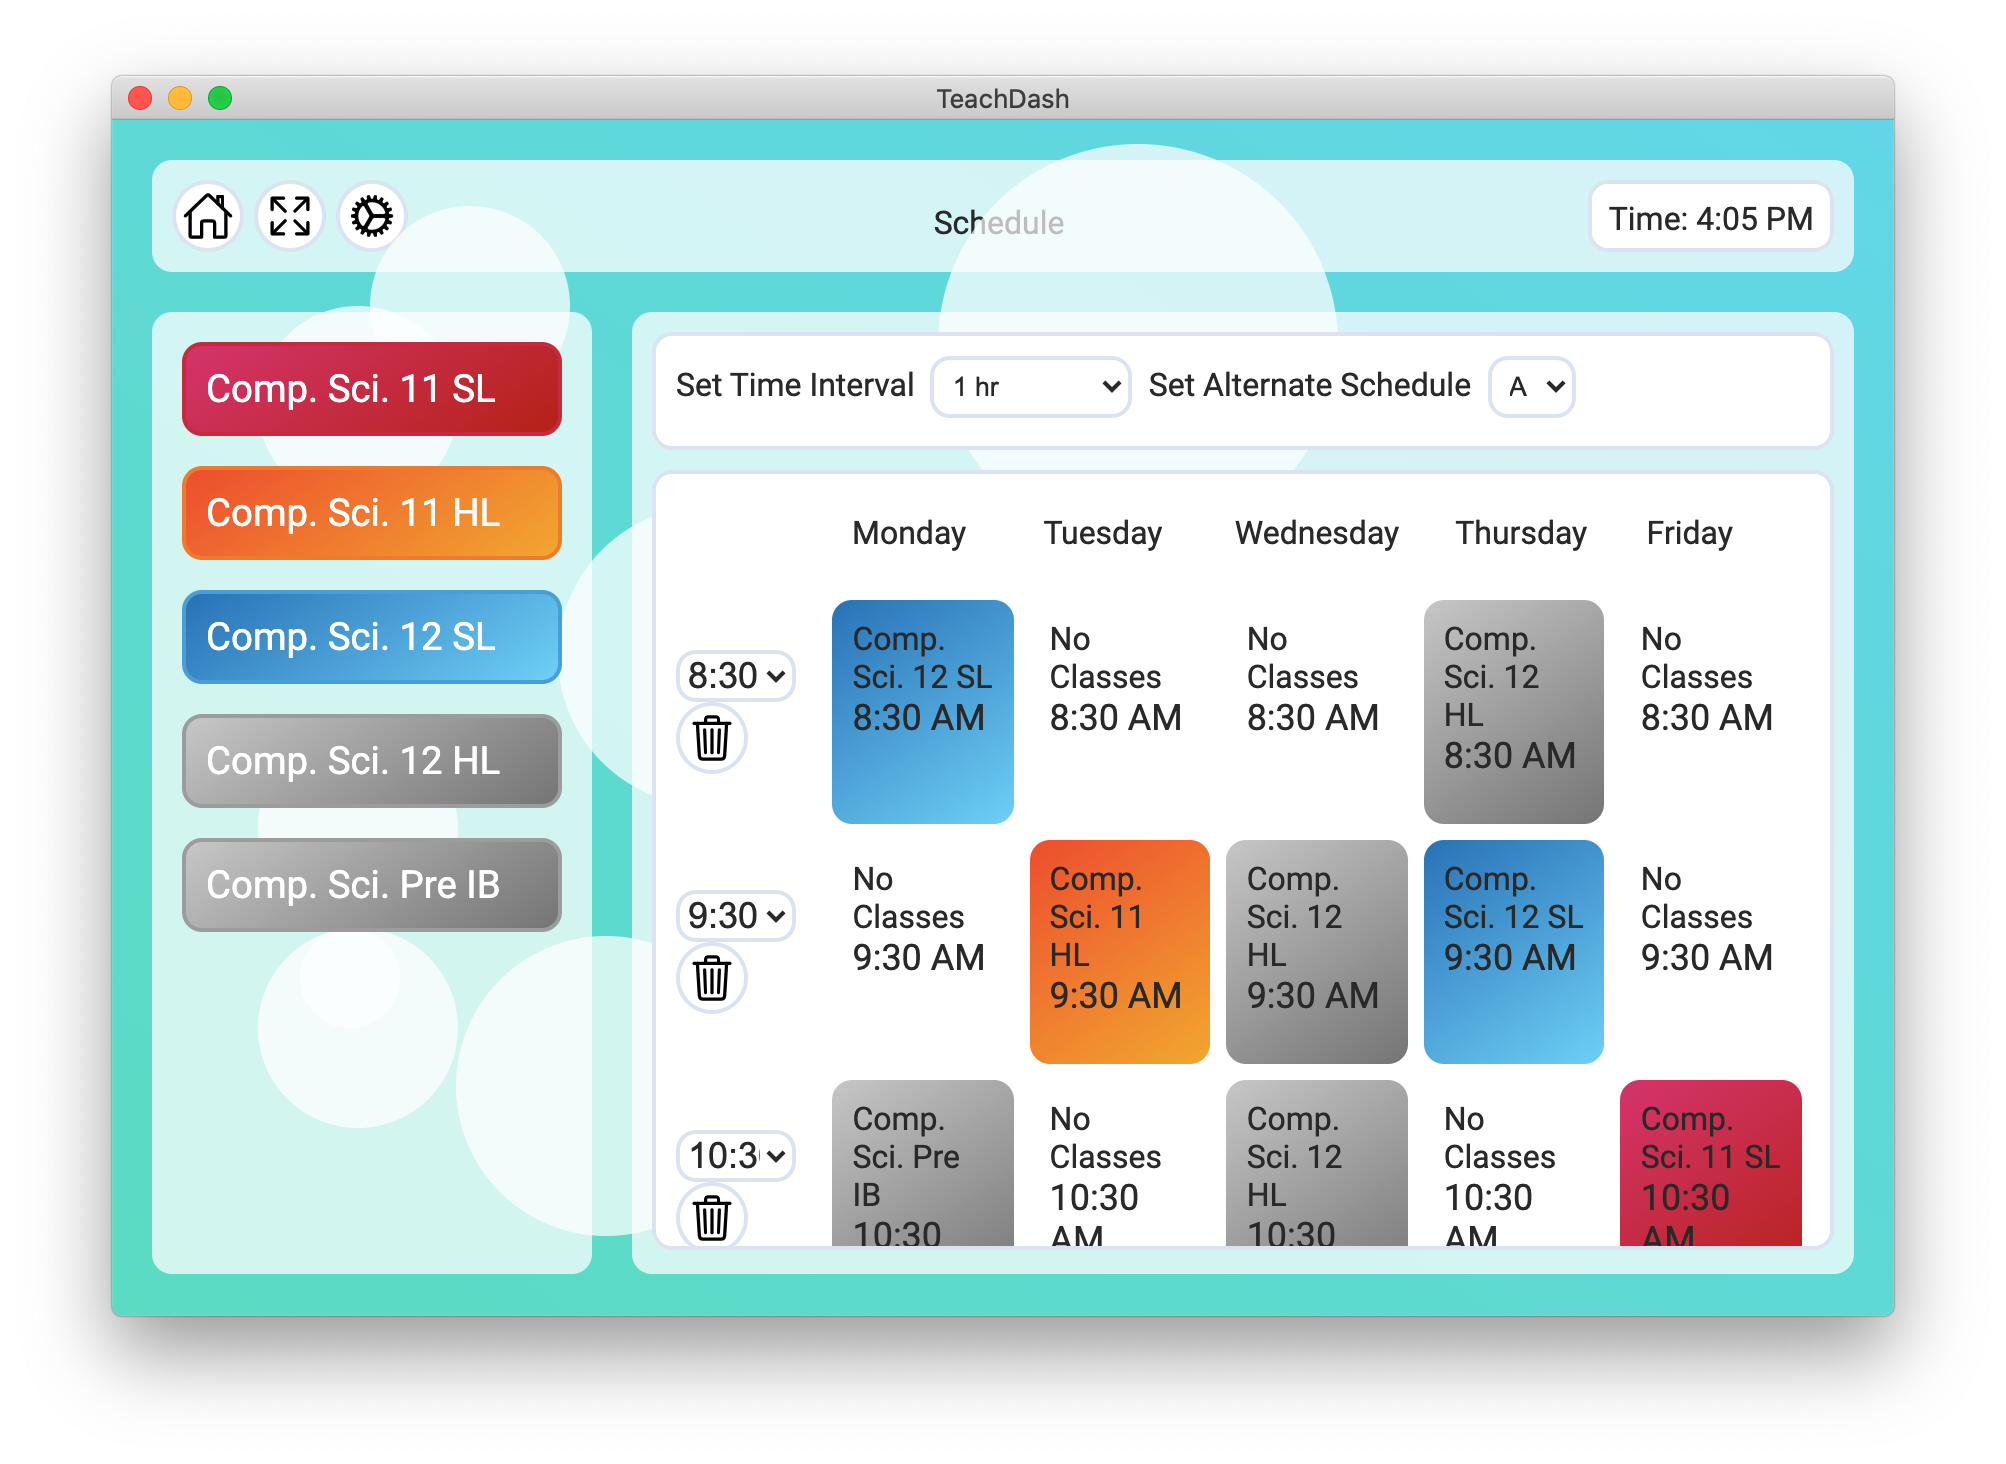 TeachDash
Schedule
Time: 4:05 PM
Comp. Sci. 11 SL
Comp. Sci. 11 HL
Comp. Sci. 12 SL
Comp. Sci. 12 HL
Comp. Sci. Pre IB
Set Time Interval 1 hr Set Alternate Schedule A
Monday Tuesday Wednesday Thursday Friday
8:30
Comp.
Sci. 12 SL
8:30 AM
No
Classes
8:30 AM
No
Classes
8:30 AM
Comp.
Sci. 12
HL
8:30 AM
No
Classes
8:30 AM
9:30
No
Classes
9:30 AM
Comp.
Sci. 11
HL
9:30 AM
Comp.
Sci. 12
HL
9:30 AM
Comp.
Sci. 12 SL
9:30 AM
No
Classes
9:30 AM
10:3
Comp.
Sci. Pre
IB
10:30
No
Classes
10:30
AM
Comp.
Sci. 12
HL
10:30
No
Classes
10:30
AM
Comp.
Sci. 11 SL
10:30
AM